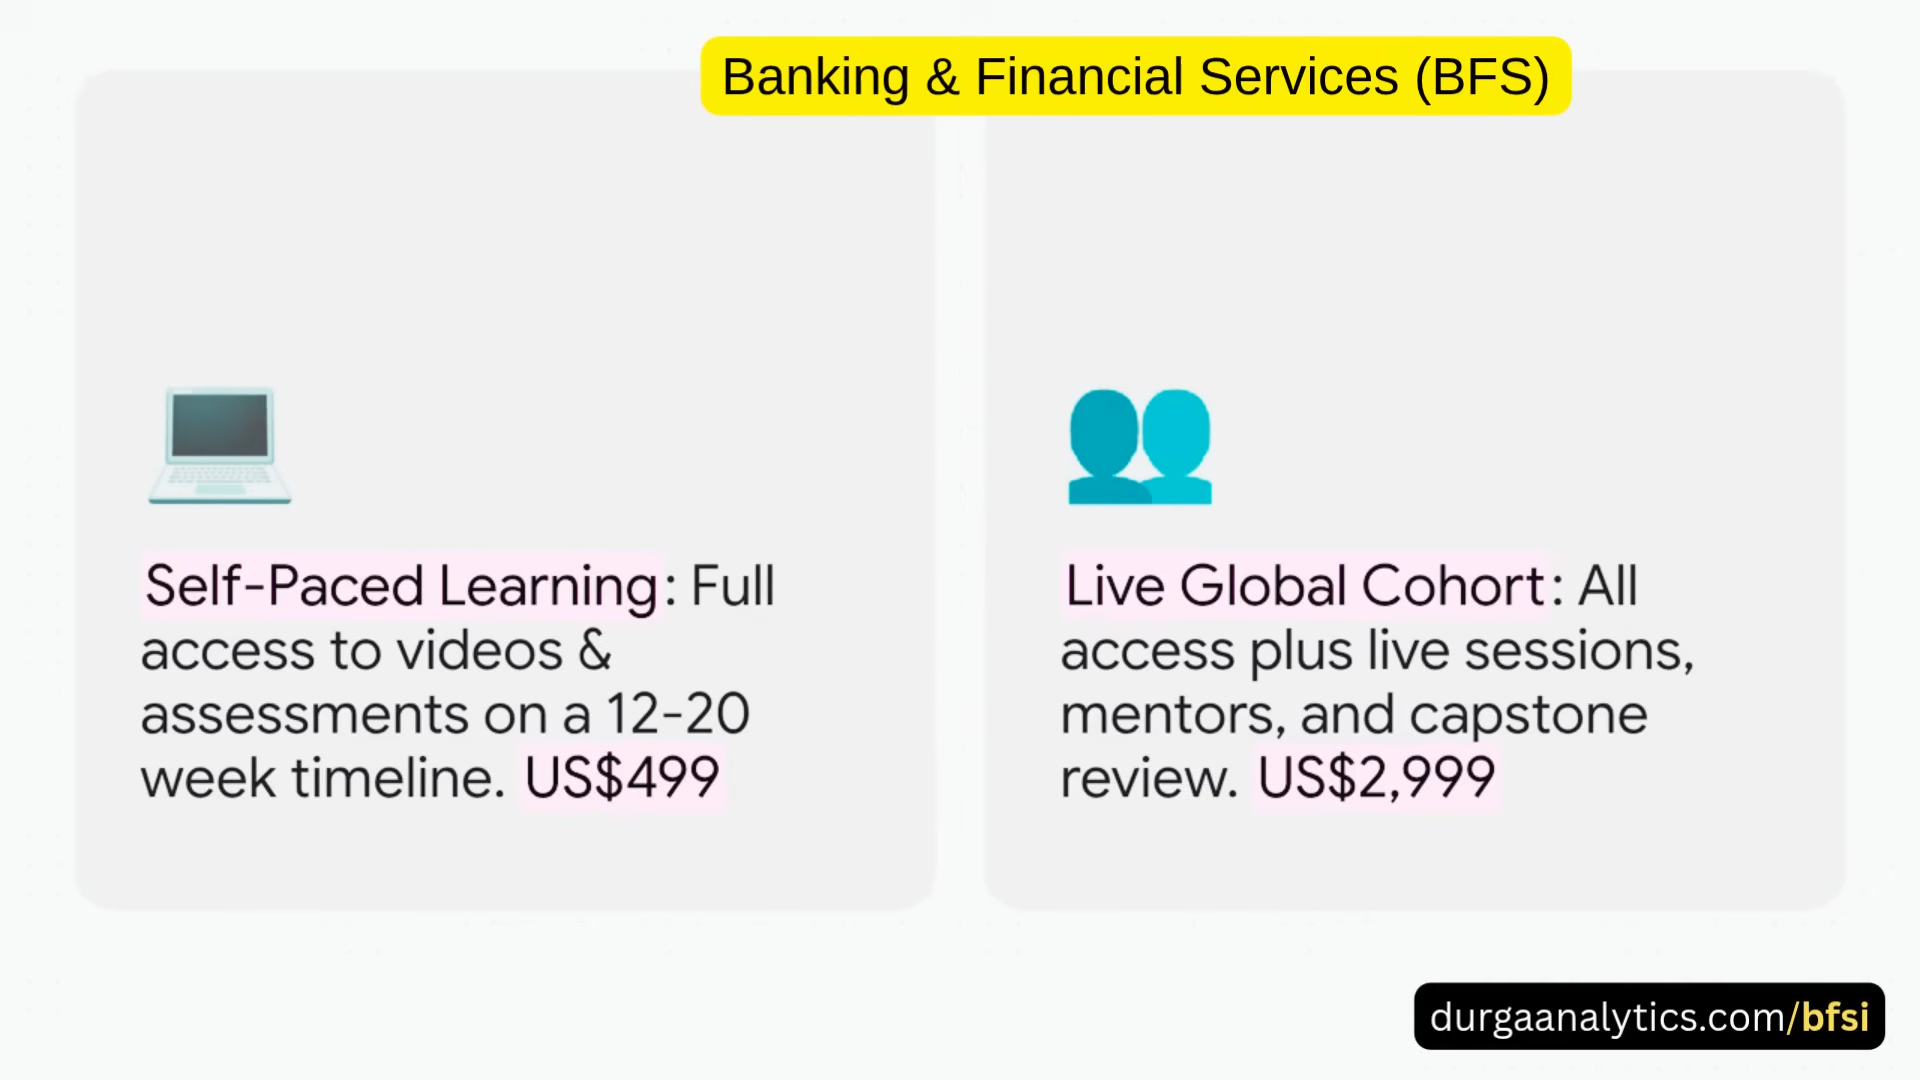 Banking & Financial Services (BFS)
Self-Paced Learning: Full
access to videos &
assessments on a 12-20
week timeline. US$499
Live Global Cohort: All
access plus live sessions,
mentors, and capstone
review. US$2,999
durgaanalytics.com/bfsi